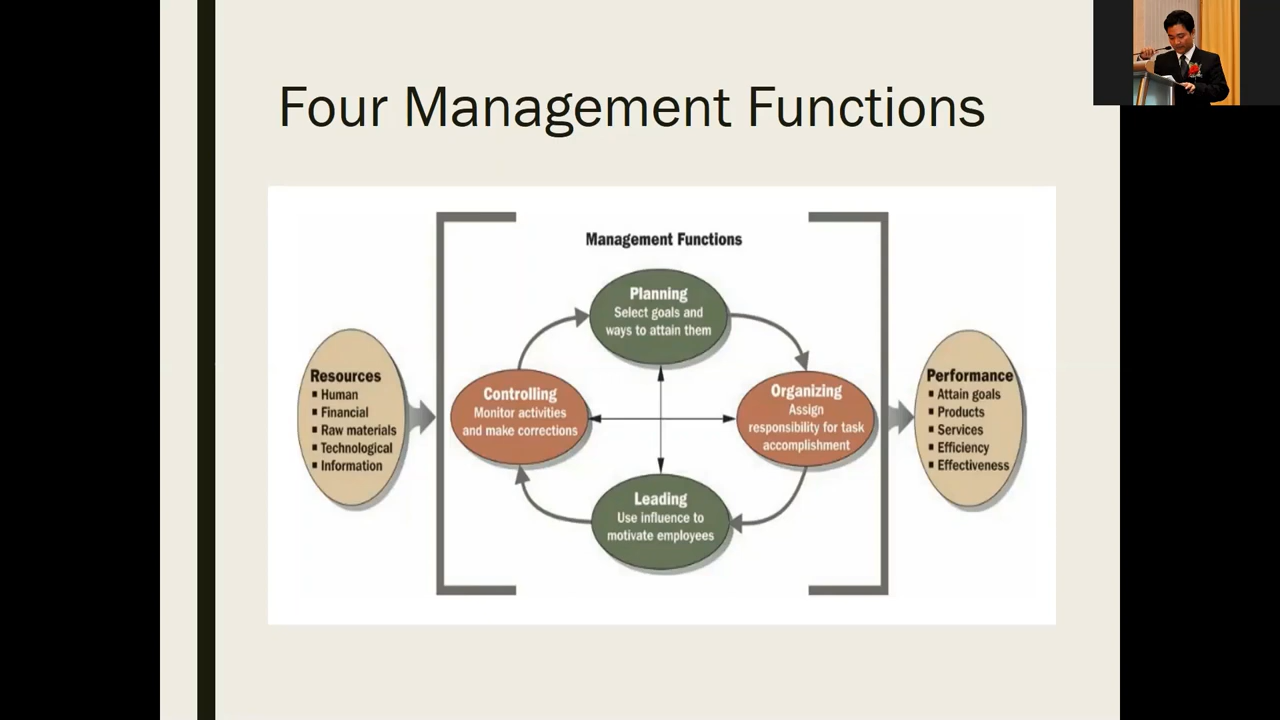 Four Management Functions
Management Functions
Planning
Select goals and
ways to attain them
Resources
▪ Human
▪ Financial
▪ Raw materials
▪ Technological
▪ Information
Controlling
Monitor activities
and make corrections
Organizing
Assign
responsibility for task
accomplishment
Leading
Use influence to
motivate employees
Performance
▪ Attain goals
▪ Products
▪ Services
▪ Efficiency
▪ Effectiveness